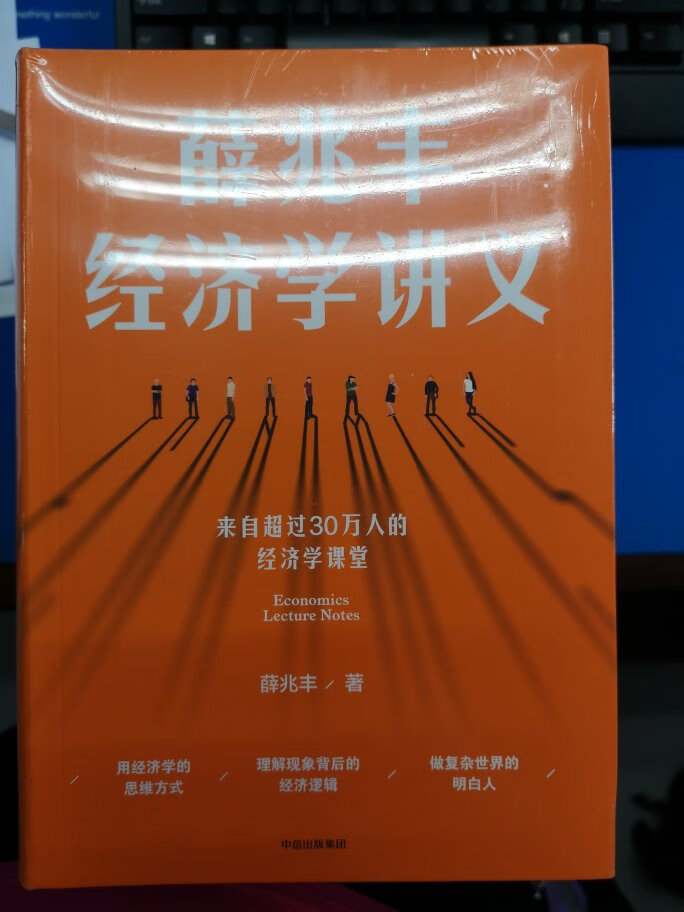 mething wonderful
薛兆丰
经济学讲义
来自超过30万人的
经济学课堂
Economics
Lecture Notes
薛兆丰 / 著
用经济学的
思维方式
理解现象背后的
经济逻辑
做复杂世界的
明白人
中信出版集团